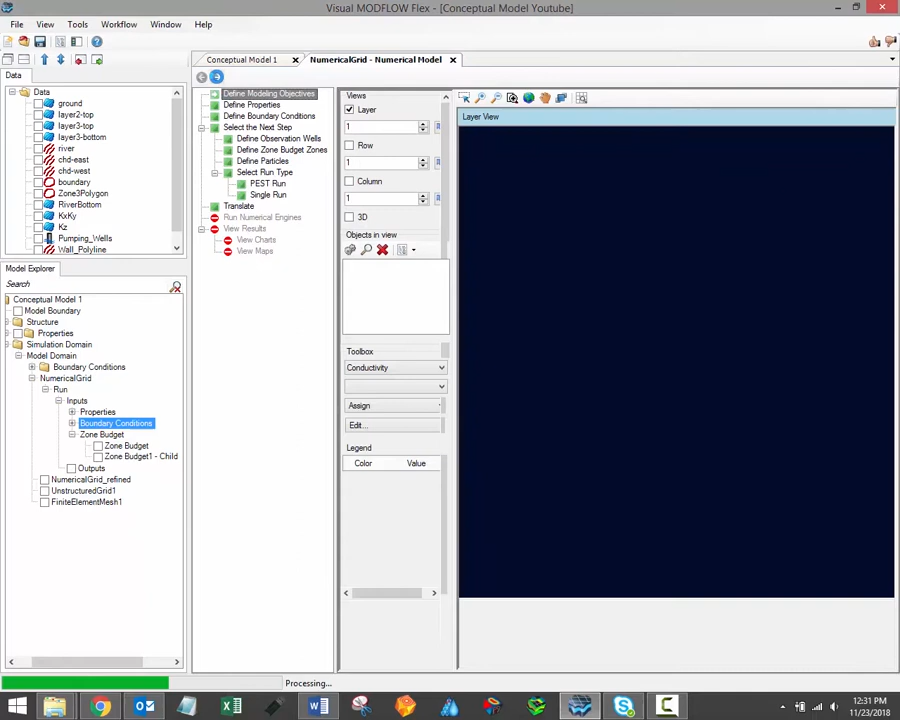 Visual MODFLOW Flex - [Conceptual Model Youtube]
File View Tools Workflow Window Help
Data
Data
ground
layer2-top
layer3-top
layer3-bottom
river
chd-east
chd-west
boundary
Zone3Polygon
RiverBottom
KxKy
Kz
Pumping_Wells
Wall_Polyline
Model Explorer
Search
Conceptual Model 1
Model Boundary
Structure
Properties
Simulation Domain
Model Domain
Boundary Conditions
NumericalGrid
Run
Inputs
Properties
Boundary Conditions
Zone Budget
Zone Budget
Zone Budget1 - Child
Outputs
NumericalGrid_refined
UnstructuredGrid1
FiniteElementMesh1
Conceptual Model 1
NumericalGrid - Numerical Model
Define Modeling Objectives
Define Properties
Define Boundary Conditions
Select the Next Step
Define Observation Wells
Define Zone Budget Zones
Define Particles
Select Run Type
PEST Run
Single Run
Translate
Run Numerical Engines
View Results
View Charts
View Maps
Views
Layer
1
Row
1
Column
1
3D
Objects in view
Toolbox
Conductivity
Assign
Edit...
Legend
Color Value
Layer View
Processing...
12:31 PM
11/23/2018